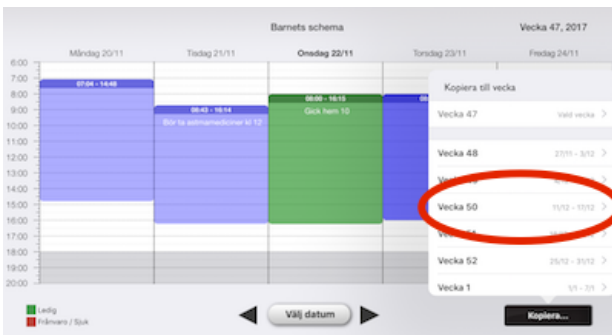 Barnets schema
Vecka 47, 2017
Måndag 20/11
Tisdag 21/11
Onsdag 22/11
Torsdag 23/11
Fredag 24/11
6:00
7:00
8:00
9:00
10:00
11:00
12:00
13:00
14:00
15:00
16:00
17:00
18:00
19:00
20:00
07:04 - 14:48
08:43 - 16:14
Bör ta astmamediciner kl 12
08:00 - 16:15
Gick hem 10
Kopiera till vecka
Vecka 47
Vald vecka
Vecka 48
27/11 - 3/12
Vecka 50
11/12 - 17/12
Vecka 52
25/12 - 31/12
Vecka 1
1/1 - 7/1
Ledig
Frånvaro / Sjuk
Välj datum
Kopiera...